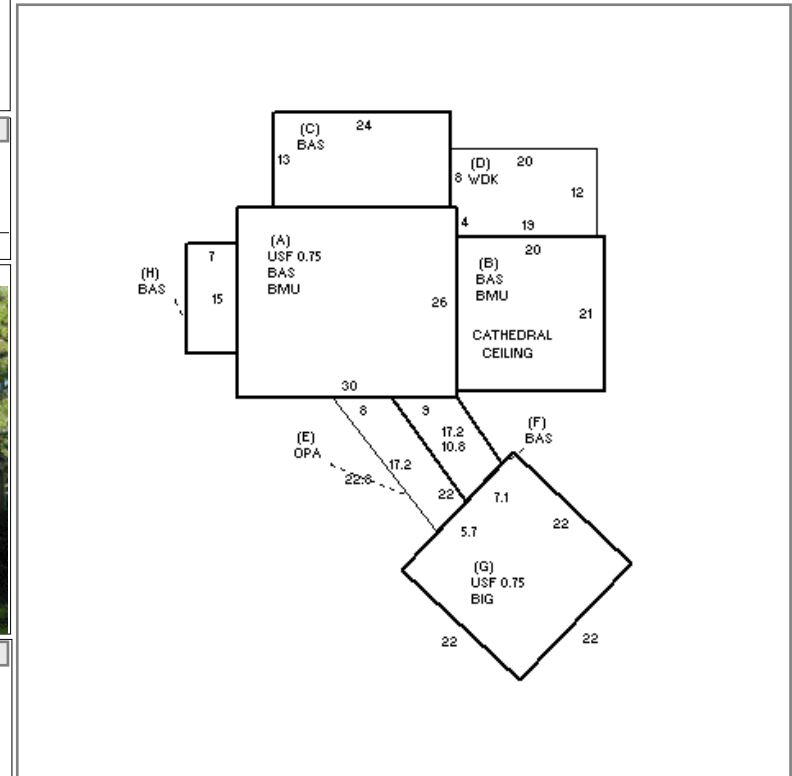 (C)
BAS
24
13
(D)
WDK
20
8
12
4
19
(A)
USF 0.75
BAS
BMU
26
30
(H)
BAS
7
15
20
(B)
BAS
BMU
21
CATHEDRAL
CEILING
8
9
(E)
OPA
17.2
22.8
17.2
10.8
(F)
BAS
22
7.1
5.7
22
(G)
USF 0.75
BIG
22
22